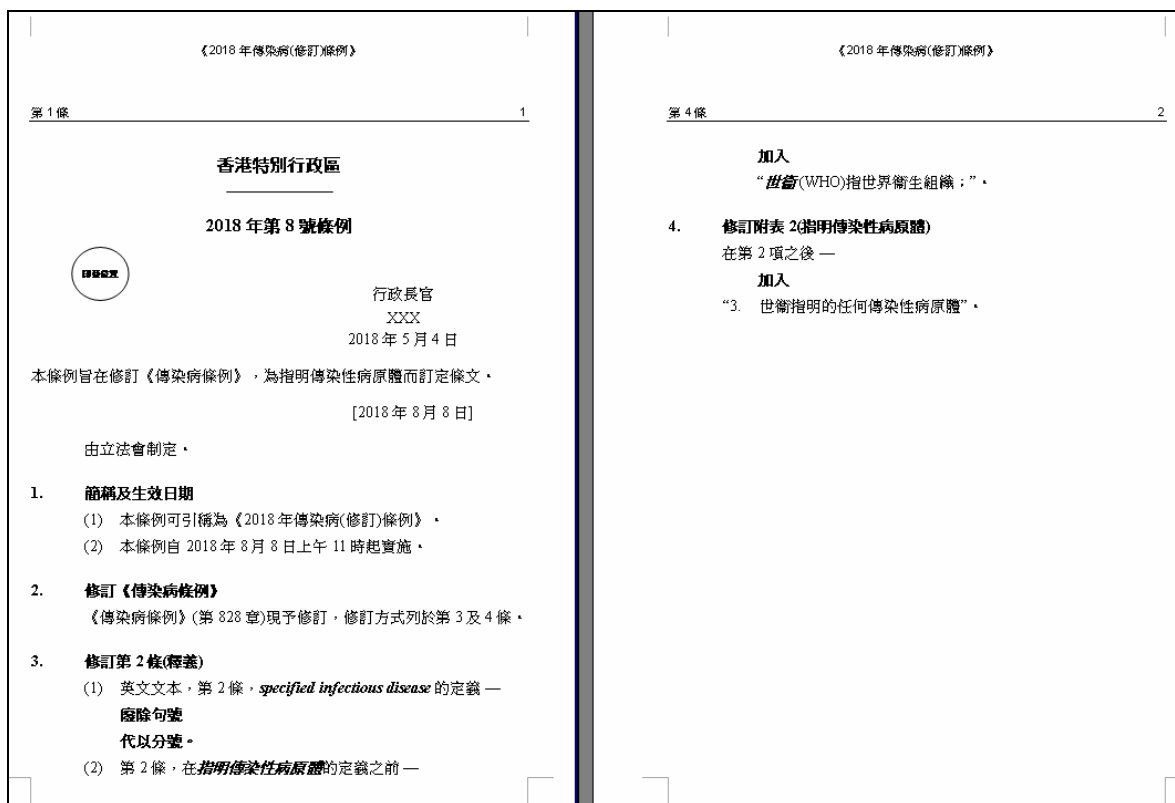 《2018 年傳染病(修訂)條例》
第 1 條 1
香港特別行政區
2018 年第 8 號條例
印章位置
行政長官
XXX
2018 年 5 月 4 日
本條例旨在修訂《傳染病條例》，為指明傳染性病原體而訂定條文。
[2018 年 8 月 8 日]
由立法會制定。
1. 簡稱及生效日期
(1) 本條例可引稱為《2018 年傳染病(修訂)條例》。
(2) 本條例自 2018 年 8 月 8 日上午 11 時起實施。
2. 修訂《傳染病條例》
《傳染病條例》(第 828 章)現予修訂，修訂方式列於第 3 及 4 條。
3. 修訂第 2 條(釋義)
(1) 英文文本，第 2 條，specified infectious disease 的定義 —
廢除句號
代以分號。
(2) 第 2 條，在指明傳染性病原體的定義之前 —
《2018 年傳染病(修訂)條例》
第 4 條 2
加入
“世衞(WHO)指世界衞生組織；”。
4. 修訂附表 2(指明傳染性病原體)
在第 2 項之後 —
加入
“3. 世衞指明的任何傳染性病原體”。